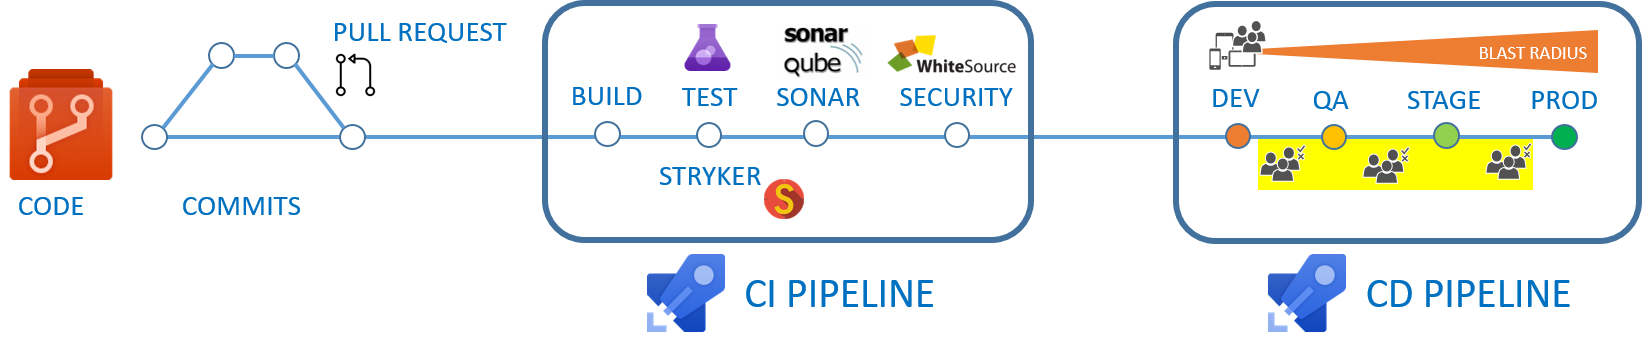 CODE
COMMITS
PULL REQUEST
BUILD
TEST
STRYKER
S
sonar
qube
SONAR
WhiteSource
SECURITY
CI PIPELINE
BLAST RADIUS
DEV
QA
STAGE
PROD
CD PIPELINE